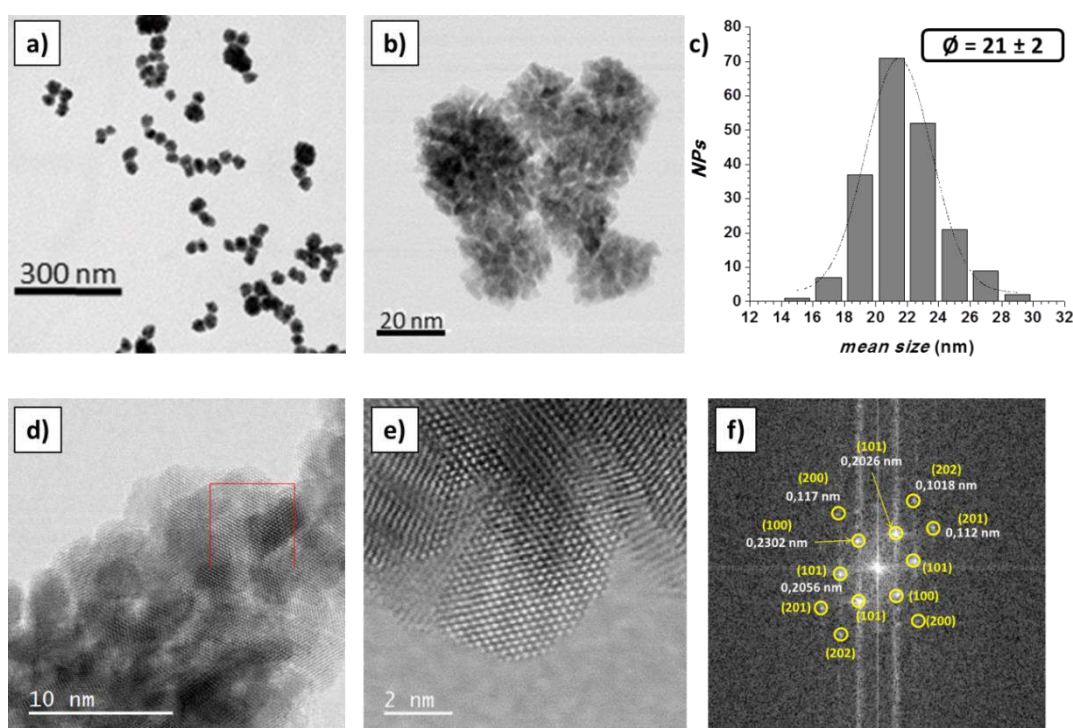 a)
300 nm
b)
20 nm
c)
Ø = 21 ± 2
80
70
60
50
40
30
20
10
0
NPs
12 14 16 18 20 22 24 26 28 30 32
mean size (nm)
d)
10 nm
e)
2 nm
f)
(101)
0,2026 nm
(202)
0,1018 nm
(200)
0,117 nm
(201)
0,112 nm
(100)
0,2302 nm
(101)
(101)
0,2056 nm
(100)
(201)
(101)
(200)
(202)